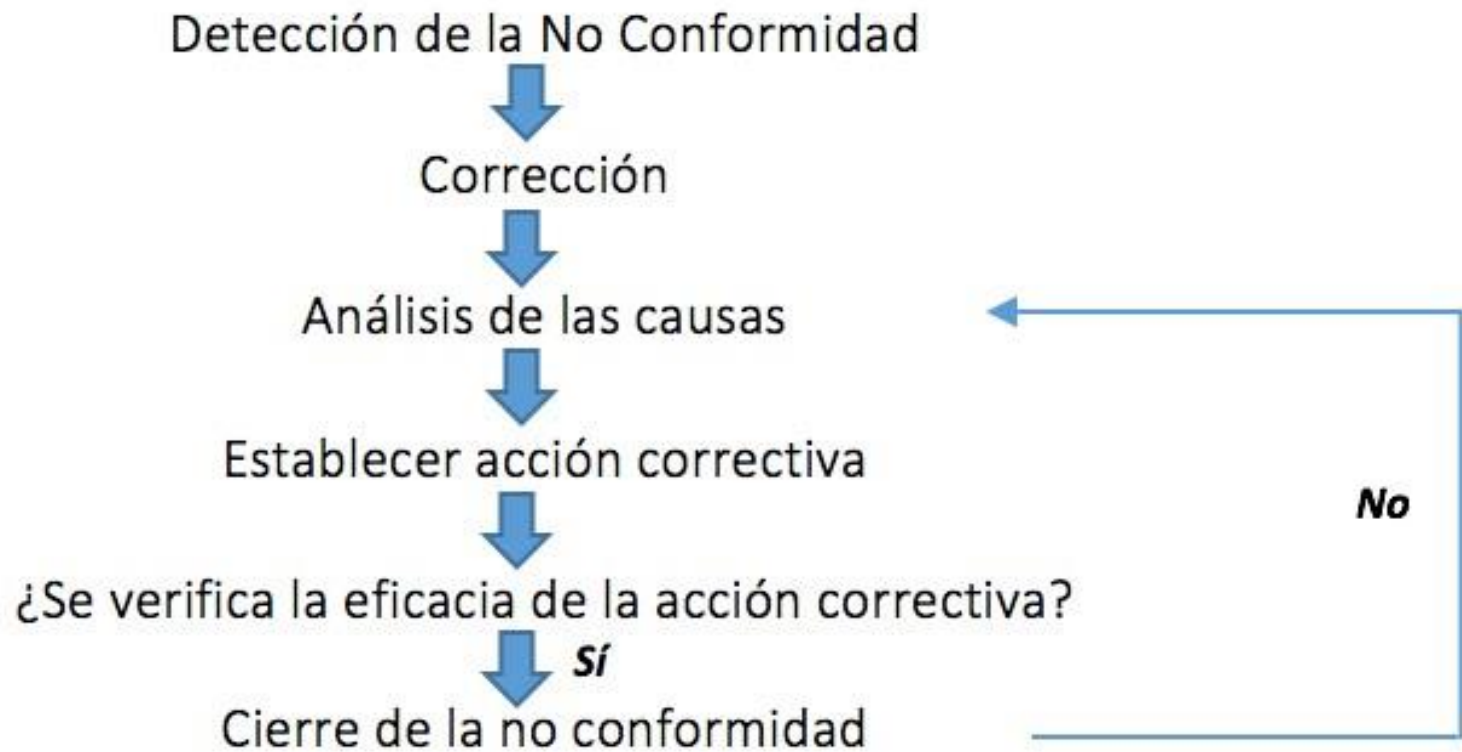 Detección de la No Conformidad
Corrección
Análisis de las causas
Establecer acción correctiva
No
¿Se verifica la eficacia de la acción correctiva?
Sí
Cierre de la no conformidad